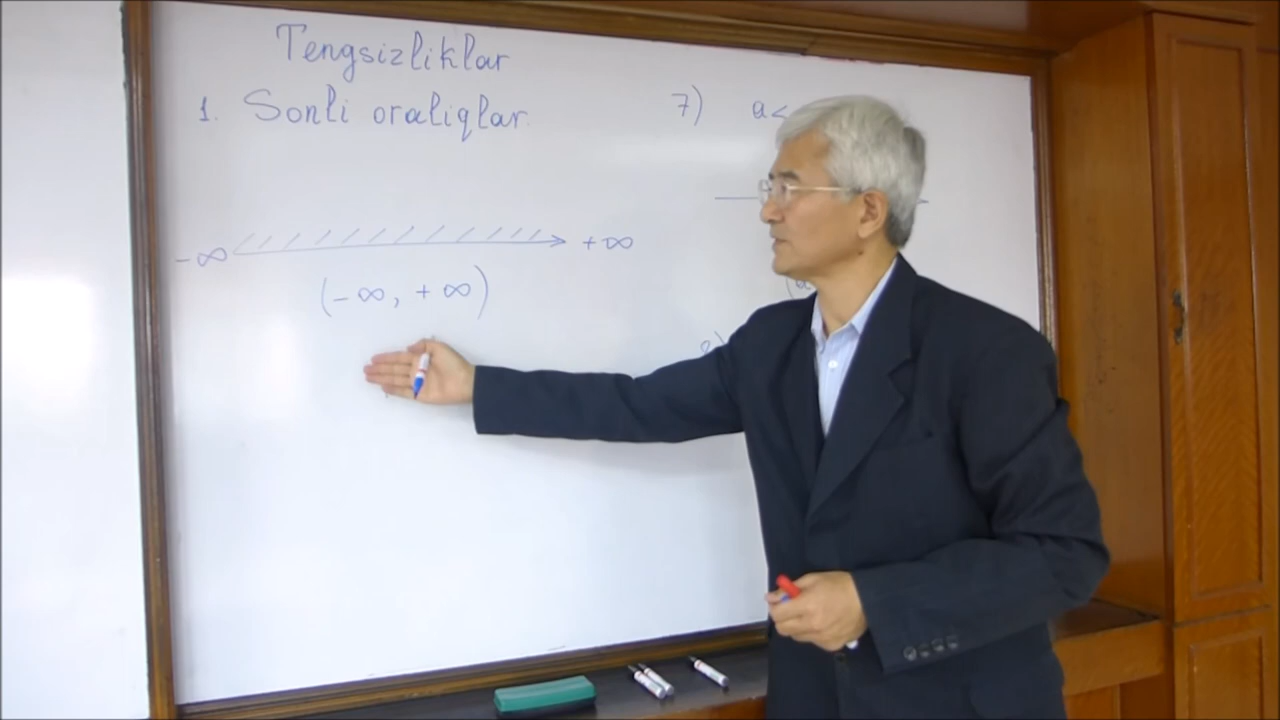 Tengsizliklar
1. Sonli oraliqlar
-∞ +∞
(-∞, +∞)
7) a<
(a